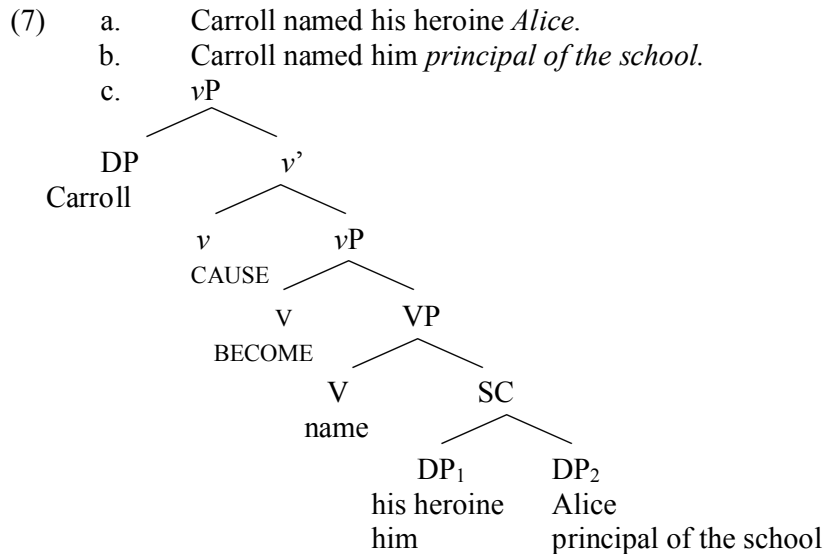 (7) a. Carroll named his heroine Alice.
b. Carroll named him principal of the school.
c. vP
DP v’
Carroll
v vP
CAUSE
V VP
BECOME
V SC
name
DP₁ DP₂
his heroine Alice
him principal of the school